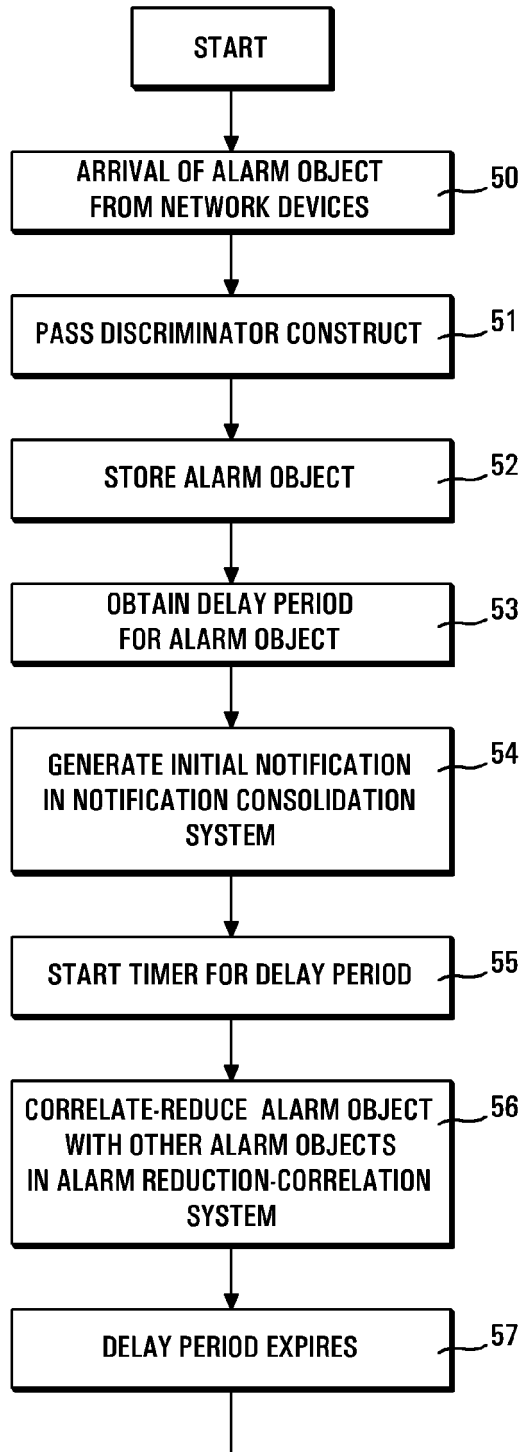 START
ARRIVAL OF ALARM OBJECT
FROM NETWORK DEVICES
50
PASS DISCRIMINATOR CONSTRUCT
51
STORE ALARM OBJECT
52
OBTAIN DELAY PERIOD
FOR ALARM OBJECT
53
GENERATE INITIAL NOTIFICATION
IN NOTIFICATION CONSOLIDATION
SYSTEM
54
START TIMER FOR DELAY PERIOD
55
CORRELATE-REDUCE ALARM OBJECT
WITH OTHER ALARM OBJECTS
IN ALARM REDUCTION-CORRELATION
SYSTEM
56
DELAY PERIOD EXPIRES
57